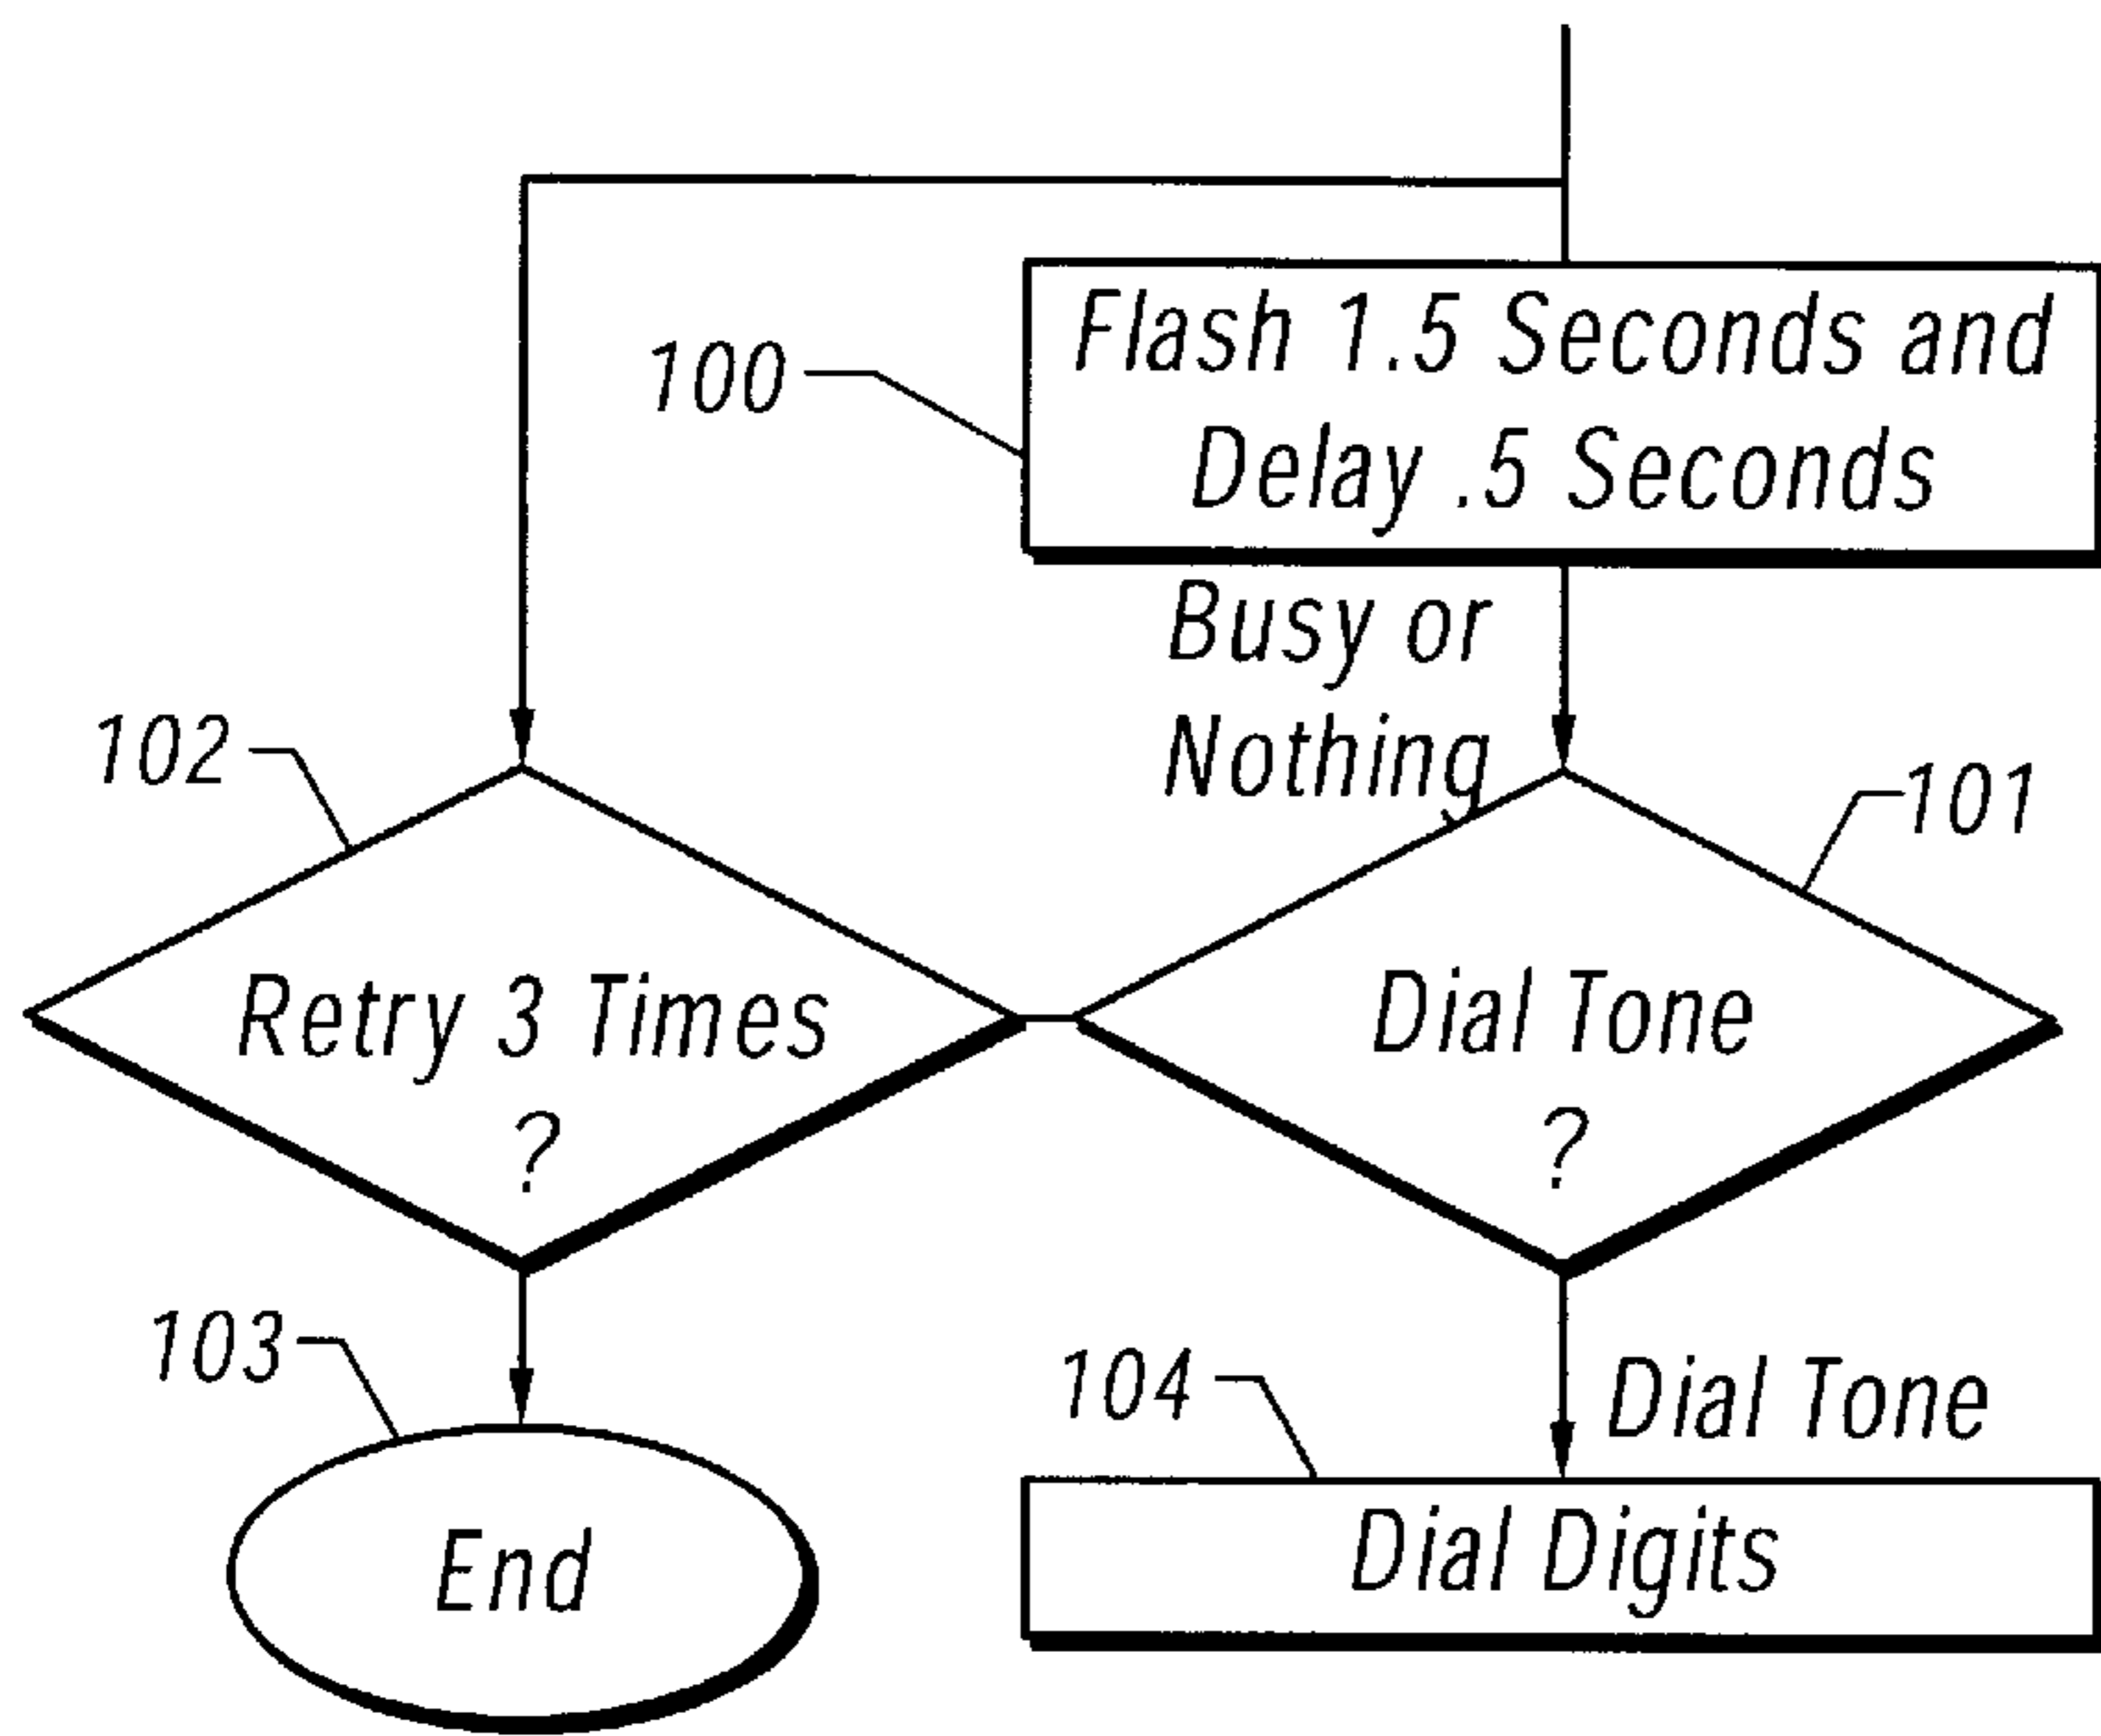 100
Flash 1.5 Seconds and
Delay .5 Seconds
Busy or
Nothing
102
101
Retry 3 Times
?
Dial Tone
?
103
104
Dial Tone
End
Dial Digits